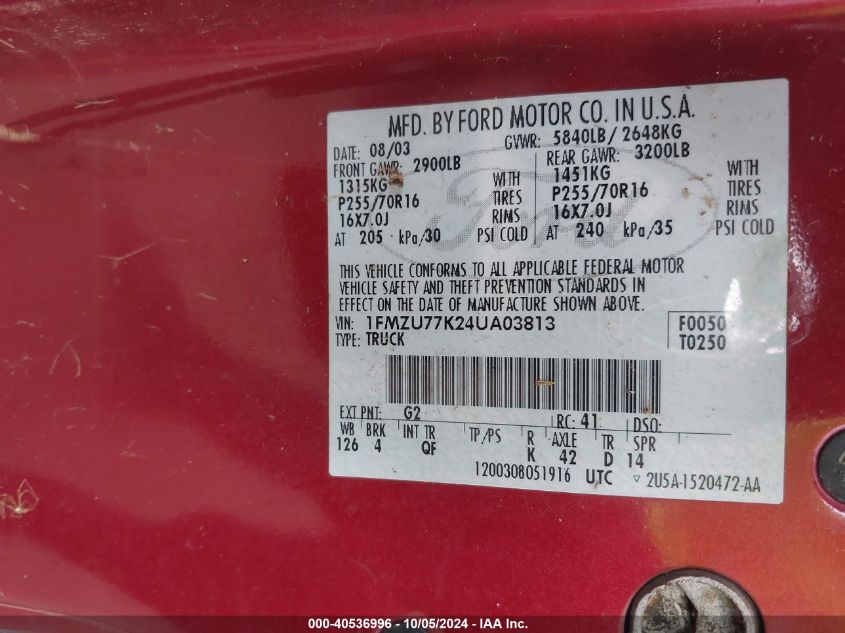 MFD. BY FORD MOTOR CO. IN U.S.A.
DATE: 08/03 GVWR: 5840LB/ 2648KG
FRONT GAWR: 2900LB REAR GAWR: 3200LB
1315KG WITH 1451KG WITH
P255/70R16 TIRES P255/70R16 TIRES
16X7.0J RIMS 16X7.0J RIMS
AT 205 kPa/30 PSI COLD AT 240 kPa/35 PSI COLD
Ford
THIS VEHICLE CONFORMS TO ALL APPLICABLE FEDERAL MOTOR
VEHICLE SAFETY AND THEFT PREVENTION STANDARDS IN
EFFECT ON THE DATE OF MANUFACTURE SHOWN ABOVE.
VIN: 1FMZU77K24UA03813 F0050
TYPE: TRUCK T0250
EXT PNT: G2 RC: 41 DSO:
WB BRK INT TR TP/PS R AXLE TR SPR
126 4 QF K 42 D 14
1200308051916 UTC ▽ 2U5A-1520472-AA
000-40536996 - 10/05/2024 - COPYRIGHT © IAA, INC.